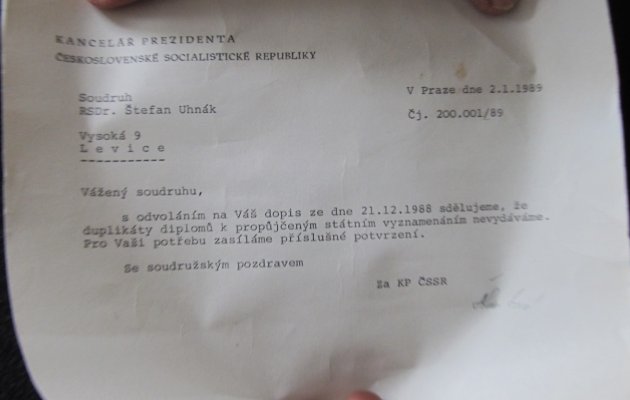 KANCELÁŘ PREZIDENTA
ČESKOSLOVENSKÉ SOCIALISTICKÉ REPUBLIKY
V Praze dne 2.1.1989
Soudruh
RSDr. Štefan Uhnák
Čj. 200.001/89
Vysoká 9
L e v i c e
-----------
Vážený soudruhu,
s odvoláním na Váš dopis ze dne 21.12.1988 sdělujeme, že
duplikáty diplomů k propůjčeným státním vyznamenáním nevydáváme.
Pro Vaši potřebu zasíláme příslušné potvrzení.
Se soudružským pozdravem
za KP ČSSR